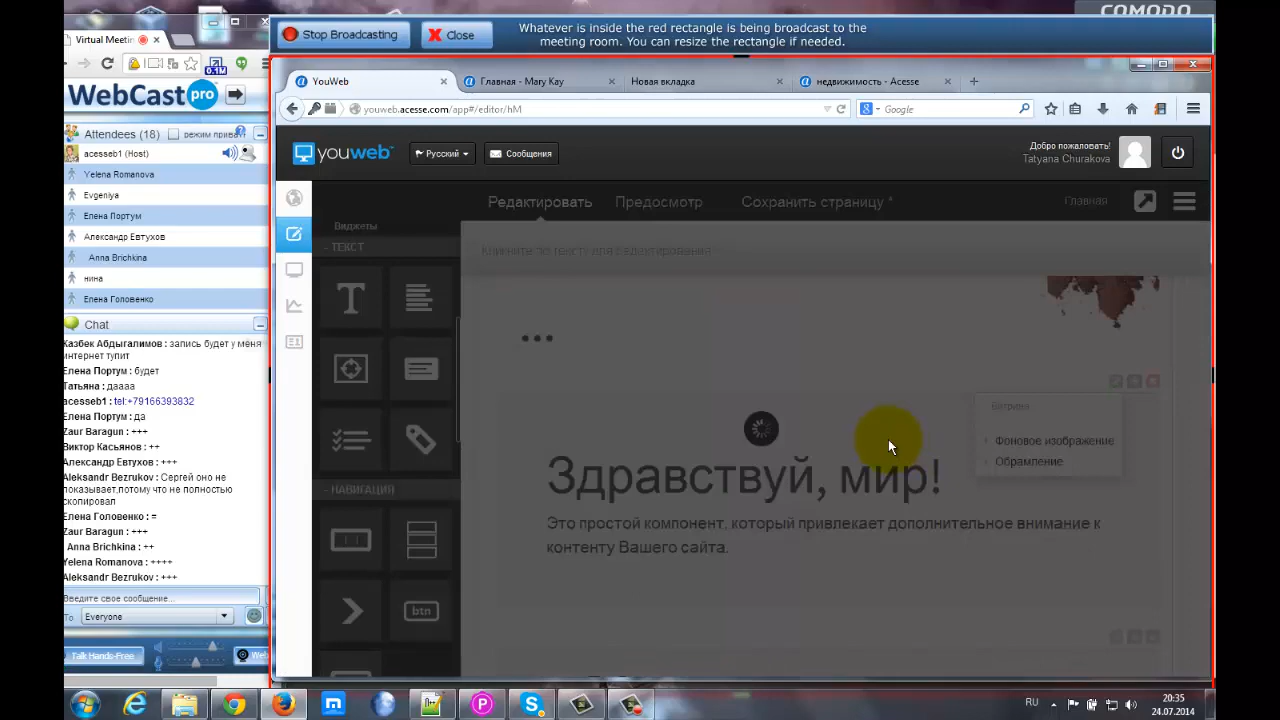 COMODO
Virtual Meetin
Stop Broadcasting
Close
Whatever is inside the red rectangle is being broadcast to the
meeting room. You can resize the rectangle if needed.
YouWeb
Главная - Mary Kay
Новая вкладка
недвижимость - Acesse
0.1M
youweb.acesse.com/app#/editor/hM
Google
WebCast pro
Attendees (18)
режим приват
acesseb1 (Host)
Yelena Romanova
Evgeniya
Елена Портум
Александр Евтухов
Anna Brichkina
нина
Елена Головенко
youweb
Русский
Сообщения
Добро пожаловать!
Tatyana Churakova
Редактировать
Предосмотр
Сохранить страницу *
Главная
Виджеты
- ТЕКСТ
Кликните по тексту для редактирования
Chat
Казбек Абдыгалимов : запись будет у меня
интернет тупит
Елена Портум : будет
Татьяна : даааа
acesseb1 : tel:+79166393832
Елена Портум : да
Zaur Baragun : +++
Виктор Касьянов : ++
Александр Евтухов : +++
Aleksandr Bezrukov : Сергей оно не
показывает,потому что не полностью
скопировал
Елена Головенко : =
Zaur Baragun : ++
Anna Brichkina : ++
Yelena Romanova : ++++
Aleksandr Bezrukov : +++
Витрина
Фоновое изображение
Обрамление
Здравствуй, мир!
Это простой компонент, который привлекает дополнительное внимание к
контенту Вашего сайта.
- НАВИГАЦИЯ
btn
Введите свое сообщение...
To
Everyone
Talk Hands-Free
We
RU
20:35
24.07.2014